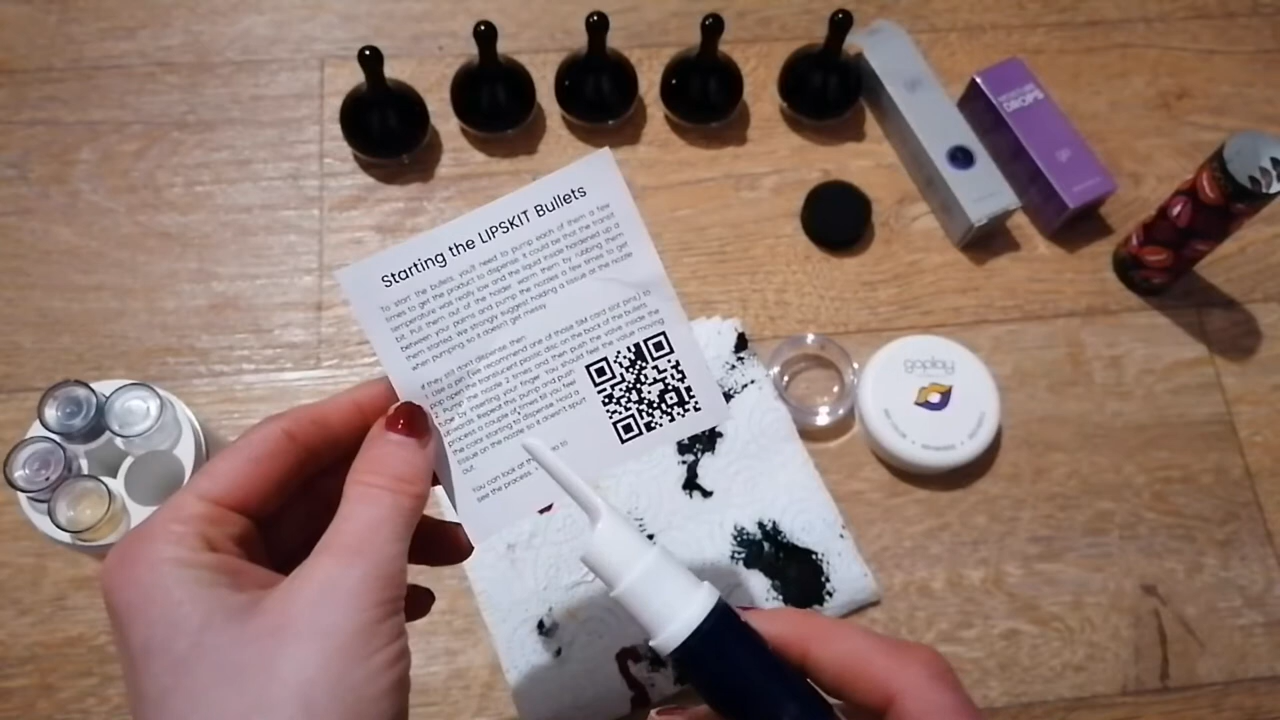 Starting the LiPSKIT Bullets
To start the bullets, you'll need to pump each of them a few
times to get the product to dispense. It could be that the transit
temperature was really low and the liquid inside hardened up a
bit. Pull them out of the holder, warm them by rubbing them
between your palms and pump the nozzles a few times to get
them started. We strongly suggest holding a tissue at the nozzle
when pumping so it doesn't get messy.
If they still don't dispense, then:
1. Use a pin (we recommend one of those SIM card slot pins) to
pop open the translucent plastic disc on the back of the bullets.
2. Pump the nozzle 2 times and then push the valve inside the
tube by inserting your finger. You should feel the valve moving
upwards. Repeat this pump and push
process a couple of times till you feel
the color starting to dispense. Hold a
tissue on the nozzle so it doesn't spurt
out.
You can look at the to
see the process.
DROPS
goplay